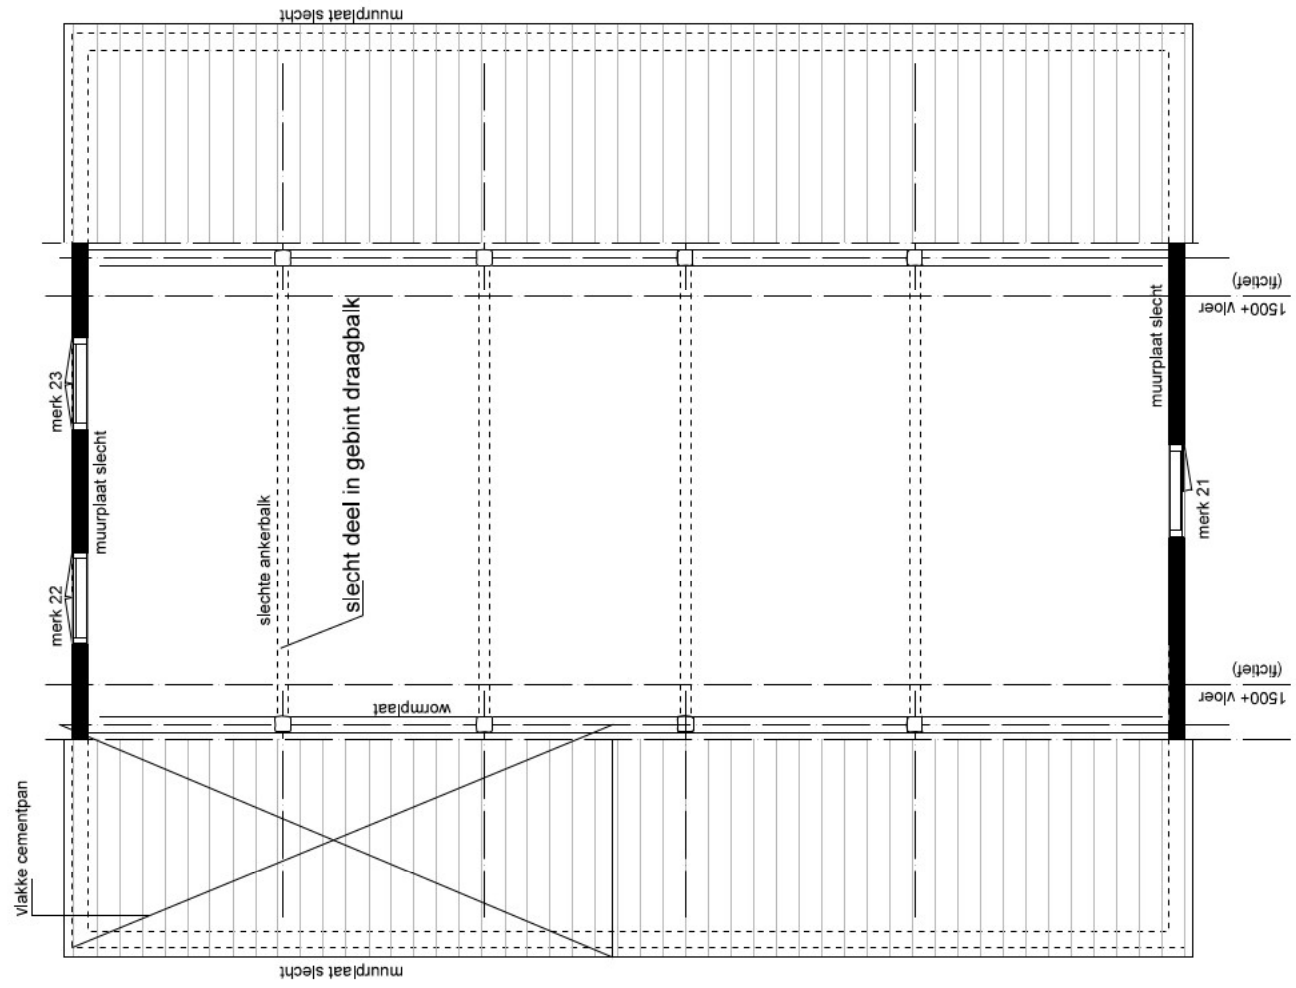 muurplaat slecht
(fictief)
1500+ vloer
merk 23
muurplaat slecht
slechte ankerbalk
slecht deel in gebint draagbalk
muurplaat slecht
merk 21
merk 22
(fictief)
1500+ vloer
wormplaat
vlakke cementpan
muurplaat slecht